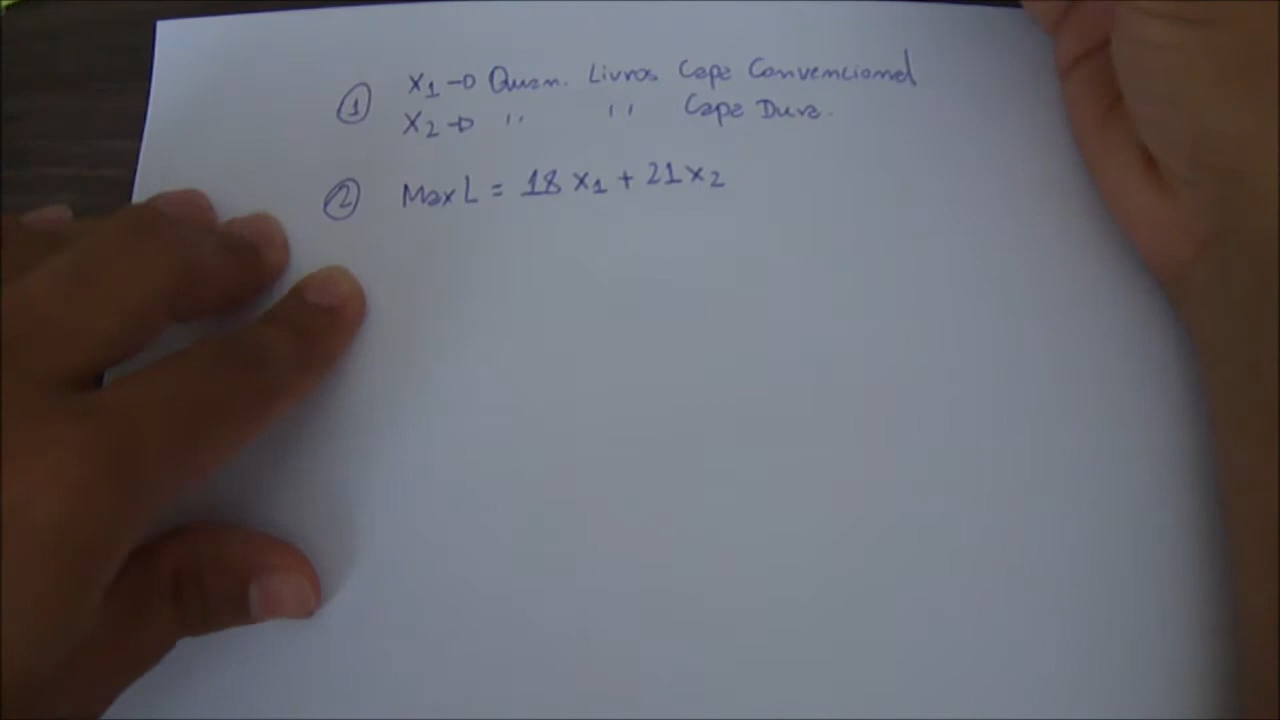 ① X1 → Quan. Livros Capa Convencional
X2 → " " Capa Dura.
② Max L = 18 x1 + 21 x2